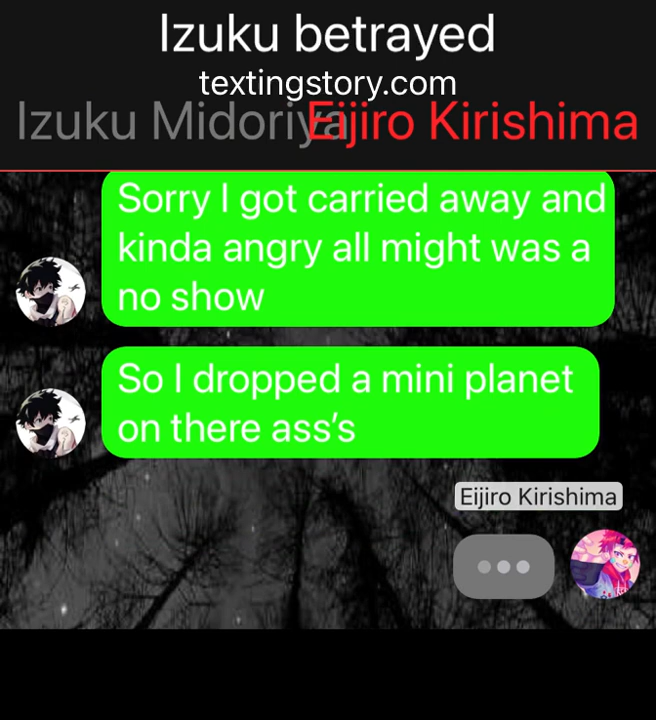 Izuku betrayed
textingstory.com
Izuku Midoriya Eijiro Kirishima
Sorry I got carried away and
kinda angry all might was a
no show
So I dropped a mini planet
on there ass’s
Eijiro Kirishima